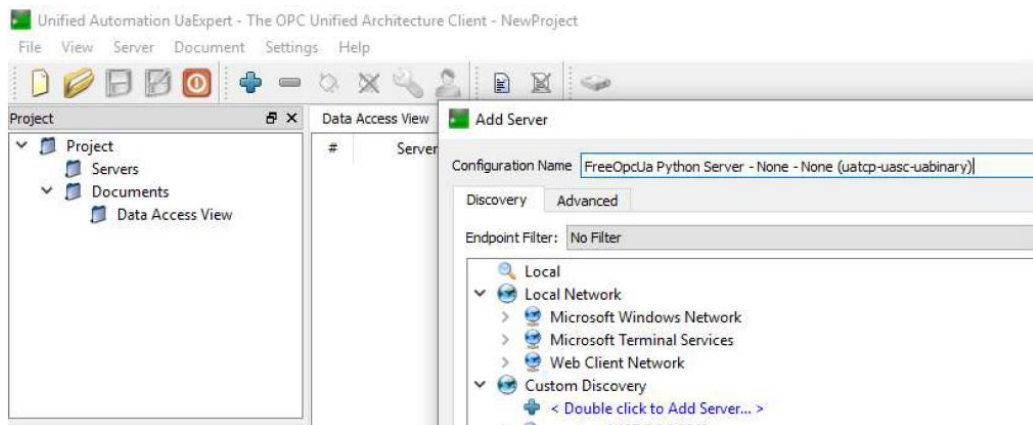 Unified Automation UaExpert - The OPC Unified Architecture Client - NewProject
File View Server Document Settings Help
Project
Project
Servers
Documents
Data Access View
Data Access View
# Server
Add Server
Configuration Name FreeOpcUa Python Server - None - None (uatcp-uasc-uabinary)
Discovery Advanced
Endpoint Filter: No Filter
Local
Local Network
Microsoft Windows Network
Microsoft Terminal Services
Web Client Network
Custom Discovery
< Double click to Add Server... >